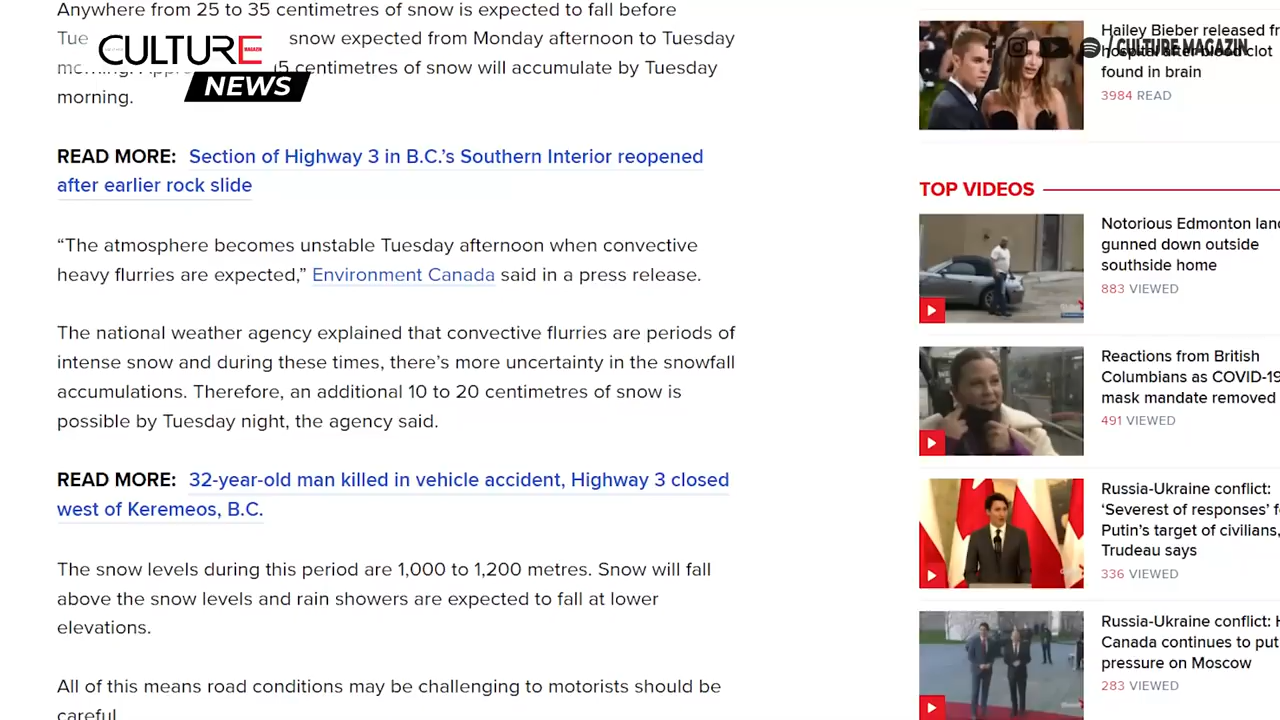 Anywhere from 25 to 35 centimetres of snow is expected to fall before
Tue snow expected from Monday afternoon to Tuesday
5 centimetres of snow will accumulate by Tuesday
morning.
CULTURE
MAGAZIN
NEWS
READ MORE: Section of Highway 3 in B.C.’s Southern Interior reopened
after earlier rock slide
“The atmosphere becomes unstable Tuesday afternoon when convective
heavy flurries are expected,” Environment Canada said in a press release.
The national weather agency explained that convective flurries are periods of
intense snow and during these times, there’s more uncertainty in the snowfall
accumulations. Therefore, an additional 10 to 20 centimetres of snow is
possible by Tuesday night, the agency said.
READ MORE: 32-year-old man killed in vehicle accident, Highway 3 closed
west of Keremeos, B.C.
The snow levels during this period are 1,000 to 1,200 metres. Snow will fall
above the snow levels and rain showers are expected to fall at lower
elevations.
All of this means road conditions may be challenging to motorists should be
careful
Hailey Bieber released fr
hospital after blood clot
found in brain
3984 READ
/ CULTURE MAGAZIN
TOP VIDEOS
Notorious Edmonton land
gunned down outside
southside home
883 VIEWED
Reactions from British
Columbians as COVID-19
mask mandate removed
491 VIEWED
Russia-Ukraine conflict:
‘Severest of responses’ f
Putin’s target of civilians,
Trudeau says
336 VIEWED
Russia-Ukraine conflict: H
Canada continues to put
pressure on Moscow
283 VIEWED